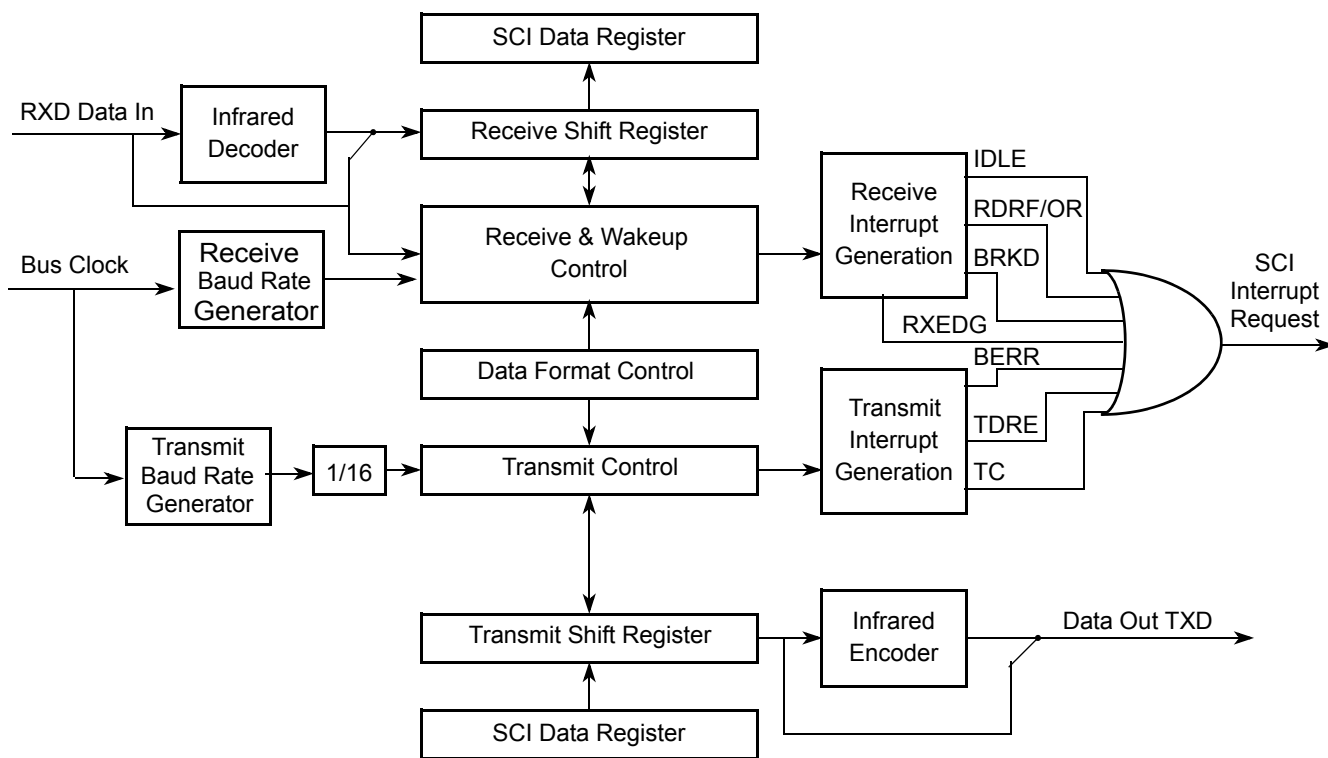 SCI Data Register
RXD Data In
Infrared
Decoder
Receive Shift Register
IDLE
Receive
Interrupt
Generation
RDRF/OR
BRKD
Receive & Wakeup
Control
Bus Clock
Receive
Baud Rate
Generator
SCI
Interrupt
Request
RXEDG
BERR
Data Format Control
Transmit
Interrupt
Generation
TDRE
TC
Transmit
Baud Rate
Generator
1/16
Transmit Control
Transmit Shift Register
Infrared
Encoder
Data Out TXD
SCI Data Register